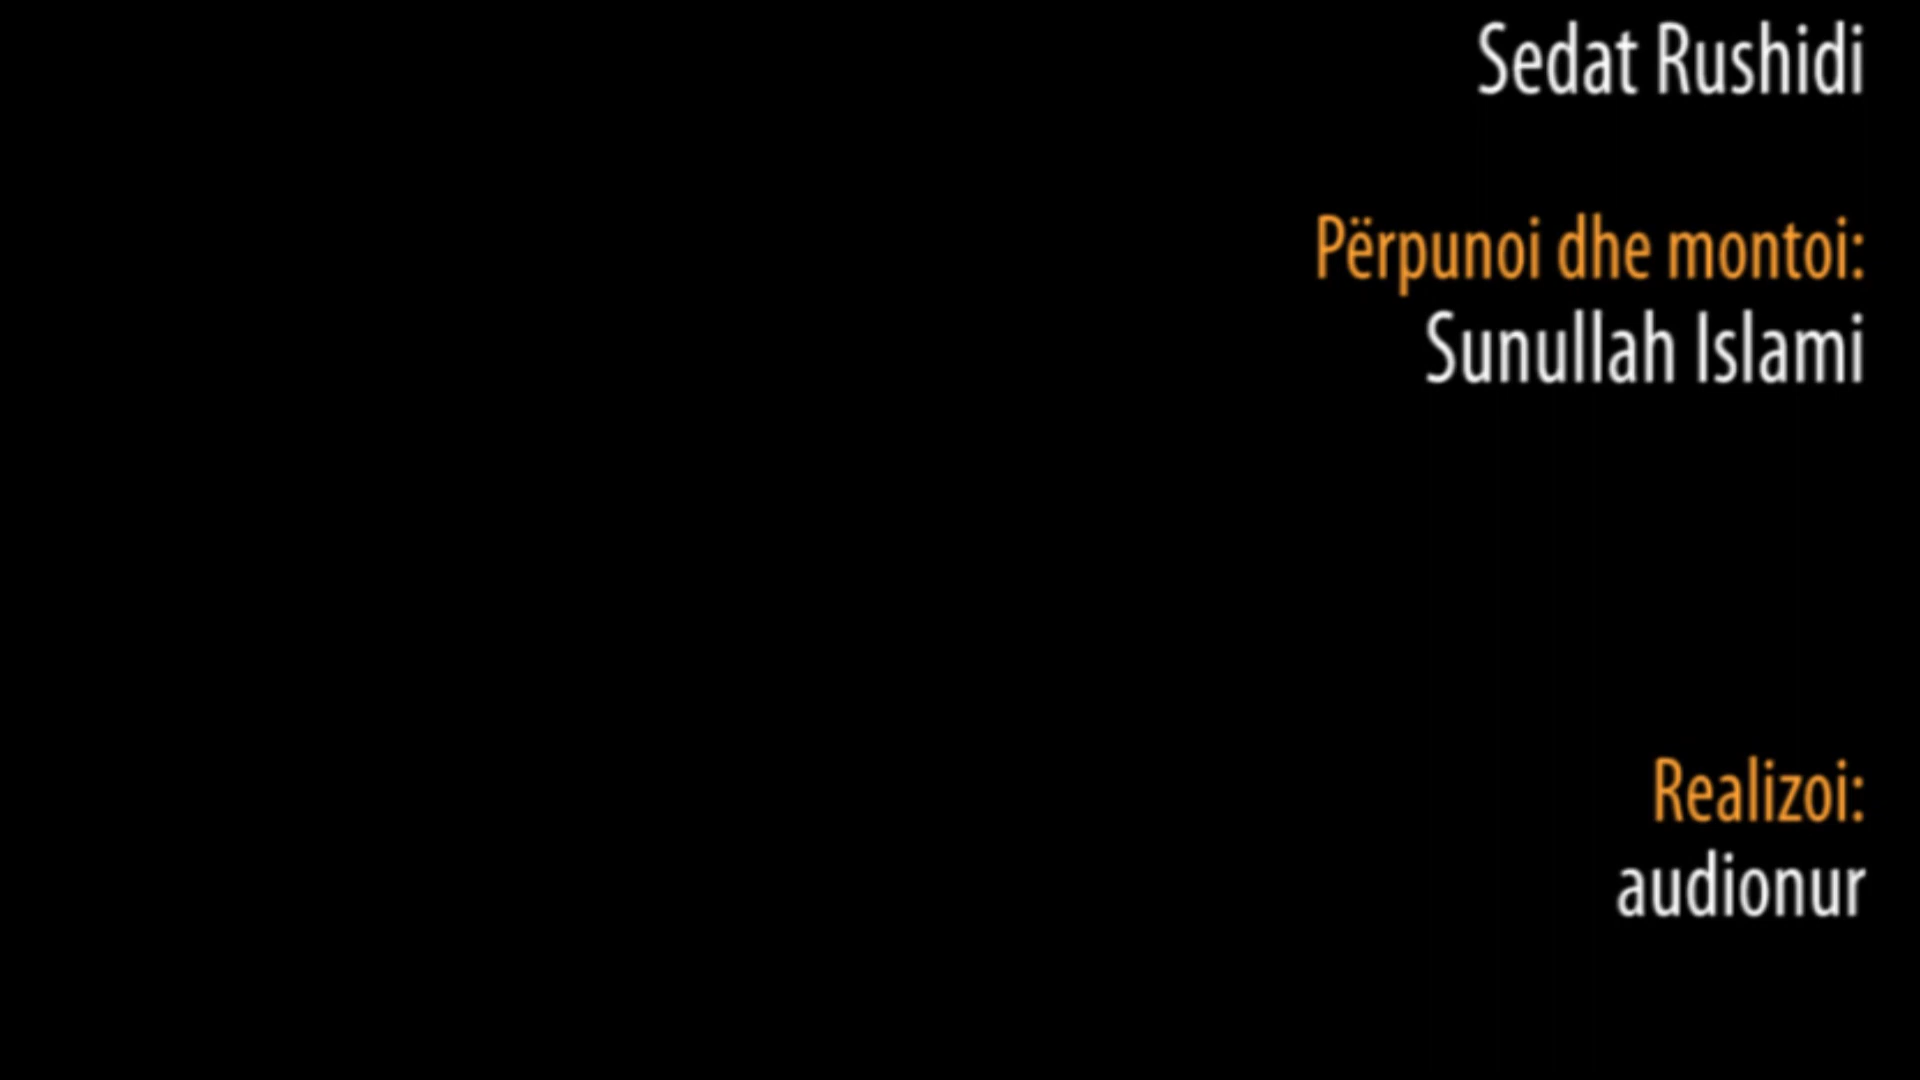 Sedat Rushidi
Përpunoi dhe montoi:
Sunullah Islami
Realizoi:
audionur